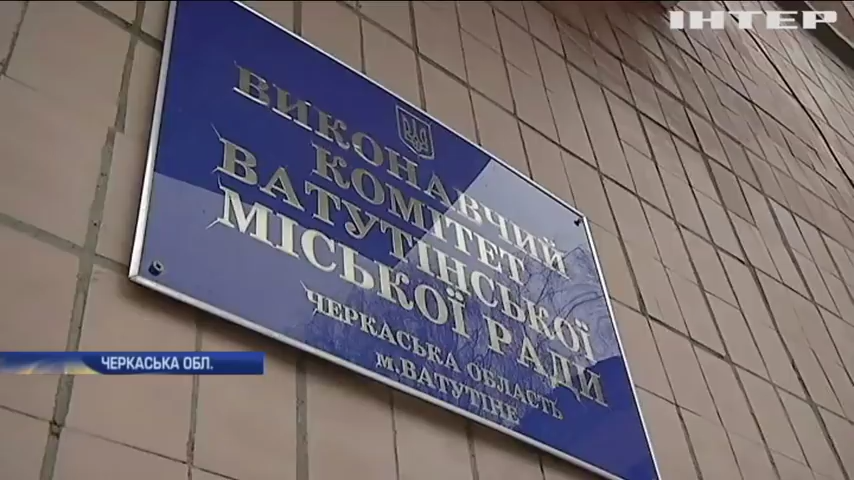 ІНТЕР
ВИКОНАВЧИЙ
КОМІТЕТ
ВАТУТІНСЬКОЇ
МІСЬКОЇ РАДИ
ЧЕРКАСЬКА ОБЛАСТЬ
м.ВАТУТІНЕ
ЧЕРКАСЬКА ОБЛ.